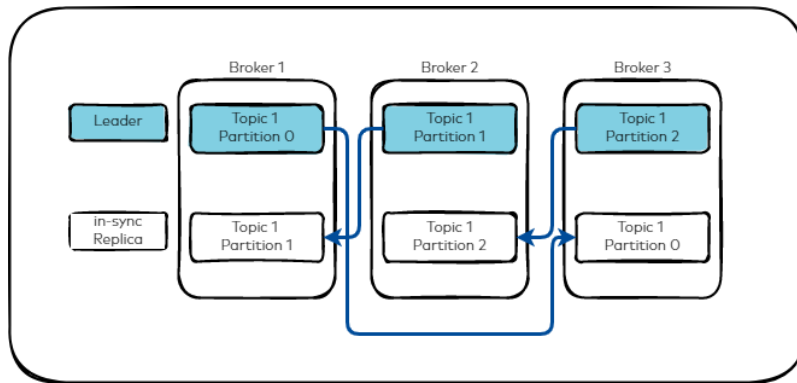 Broker 1
Broker 2
Broker 3
Leader
Topic 1
Partition 0
Topic 1
Partition 1
Topic 1
Partition 2
in-sync
Replica
Topic 1
Partition 1
Topic 1
Partition 2
Topic 1
Partition 0